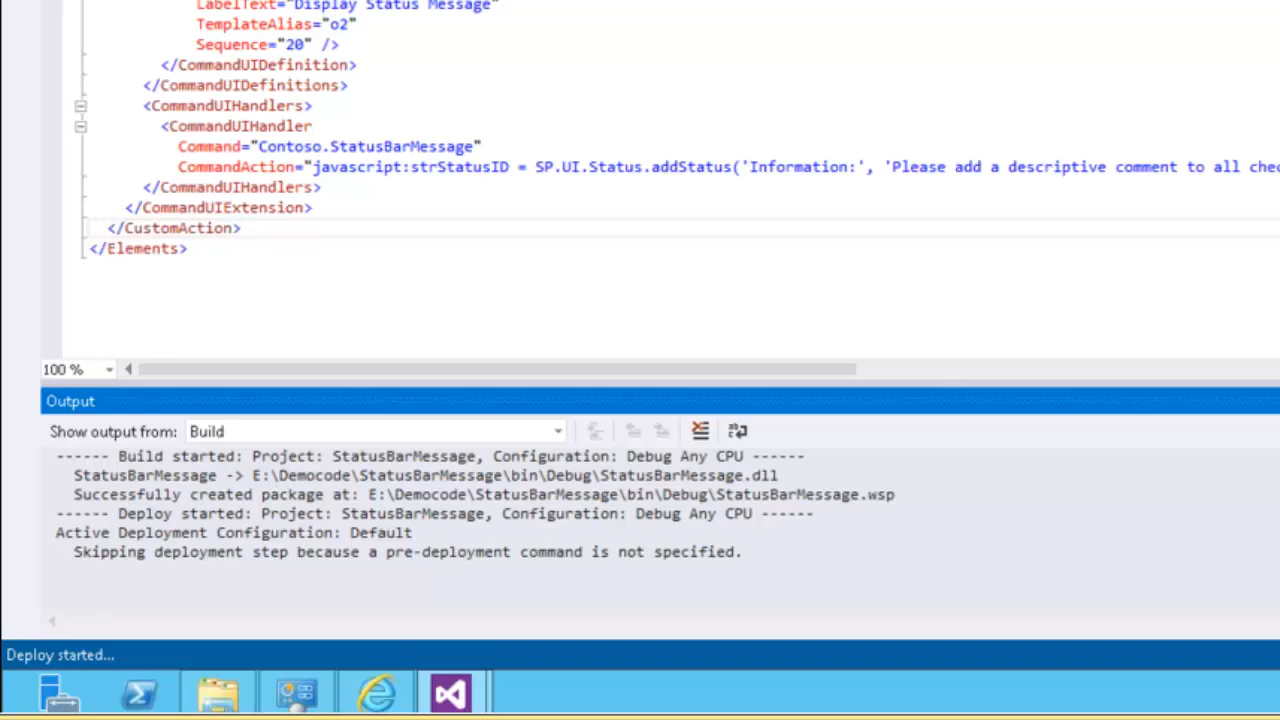 LabelText="Display Status Message"
TemplateAlias="o2"
Sequence="20" />
</CommandUIDefinition>
</CommandUIDefinitions>
<CommandUIHandlers>
<CommandUIHandler
Command="Contoso.StatusBarMessage"
CommandAction="javascript:strStatusID = SP.UI.Status.addStatus('Information:', 'Please add a descriptive comment to all chec
</CommandUIHandlers>
</CommandUIExtension>
</CustomAction>
</Elements>
100 %
Output
Show output from: Build
------ Build started: Project: StatusBarMessage, Configuration: Debug Any CPU ------
StatusBarMessage -> E:\Democode\StatusBarMessage\bin\Debug\StatusBarMessage.dll
Successfully created package at: E:\Democode\StatusBarMessage\bin\Debug\StatusBarMessage.wsp
------ Deploy started: Project: StatusBarMessage, Configuration: Debug Any CPU ------
Active Deployment Configuration: Default
Skipping deployment step because a pre-deployment command is not specified.
Deploy started...